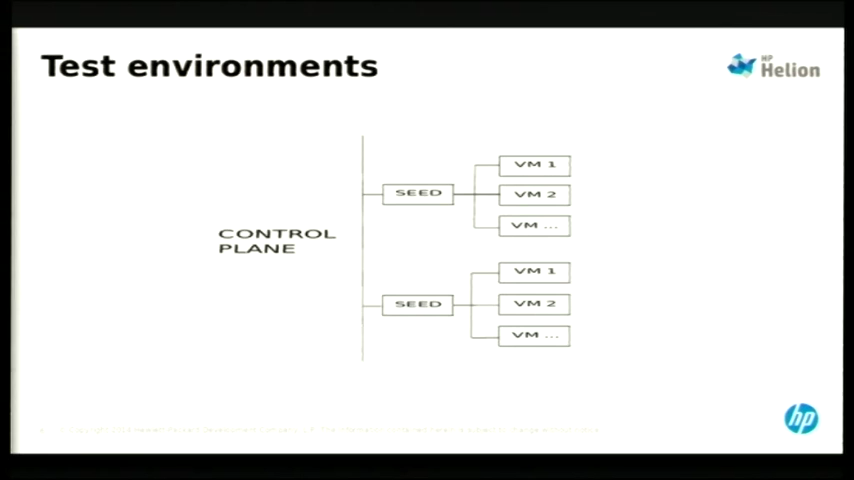 Test environments
HP
Helion
CONTROL
PLANE
SEED
VM 1
VM 2
VM ...
SEED
VM 1
VM 2
VM ...
hp